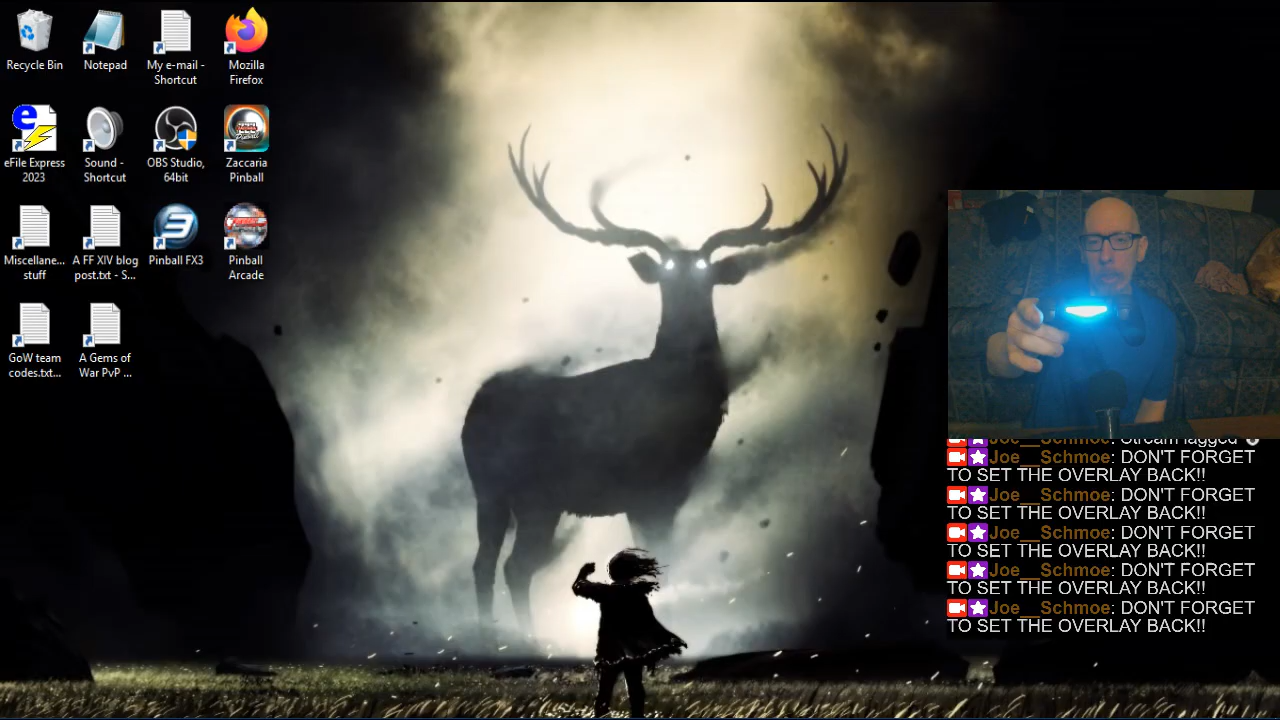 Recycle Bin
Notepad
My e-mail -
Shortcut
Mozilla
Firefox
eFile Express
2023
Sound -
Shortcut
OBS Studio,
64bit
Zaccaria
Pinball
Miscellane...
stuff
A FF XIV blog
post.txt - S...
Pinball FX3
Pinball
Arcade
GoW team
codes.txt...
A Gems of
War PvP ...
Joe__Schmoe: Stream lagged
Joe__Schmoe: DON'T FORGET
TO SET THE OVERLAY BACK!!
Joe__Schmoe: DON'T FORGET
TO SET THE OVERLAY BACK!!
Joe__Schmoe: DON'T FORGET
TO SET THE OVERLAY BACK!!
Joe__Schmoe: DON'T FORGET
TO SET THE OVERLAY BACK!!
Joe__Schmoe: DON'T FORGET
TO SET THE OVERLAY BACK!!